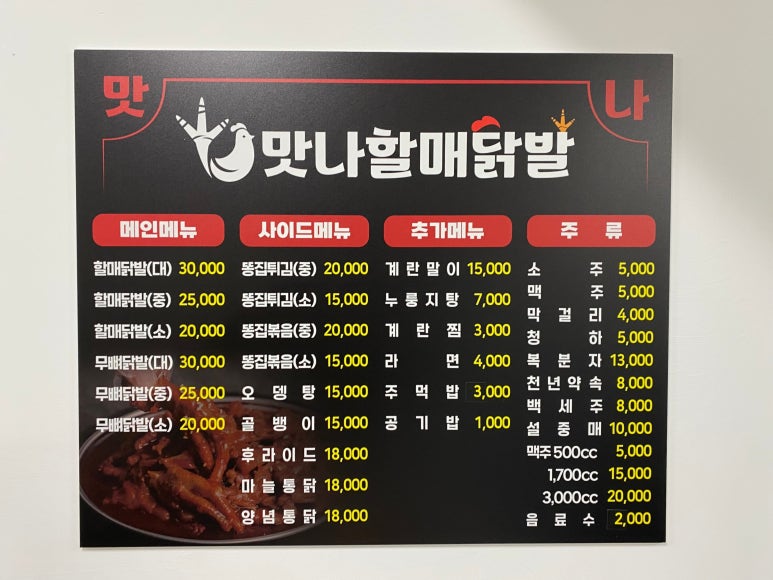 맛 나
맛나할매닭발
메인메뉴
할매닭발(대) 30,000
할매닭발(중) 25,000
할매닭발(소) 20,000
무뼈닭발(대) 30,000
무뼈닭발(중) 25,000
무뼈닭발(소) 20,000
사이드메뉴
똥집튀김(중) 20,000
똥집튀김(소) 15,000
똥집볶음(중) 20,000
똥집볶음(소) 15,000
오뎅탕 15,000
골뱅이 15,000
후라이드 18,000
마늘통닭 18,000
양념통닭 18,000
추가메뉴
계란말이 15,000
누룽지탕 7,000
계란찜 3,000
라면 4,000
주먹밥 3,000
공기밥 1,000
주류
소주 5,000
맥주 5,000
막걸리 4,000
청하 5,000
복분자 13,000
천년약속 8,000
백세주 8,000
설중매 10,000
맥주 500cc 5,000
1,700cc 15,000
3,000cc 20,000
음료수 2,000